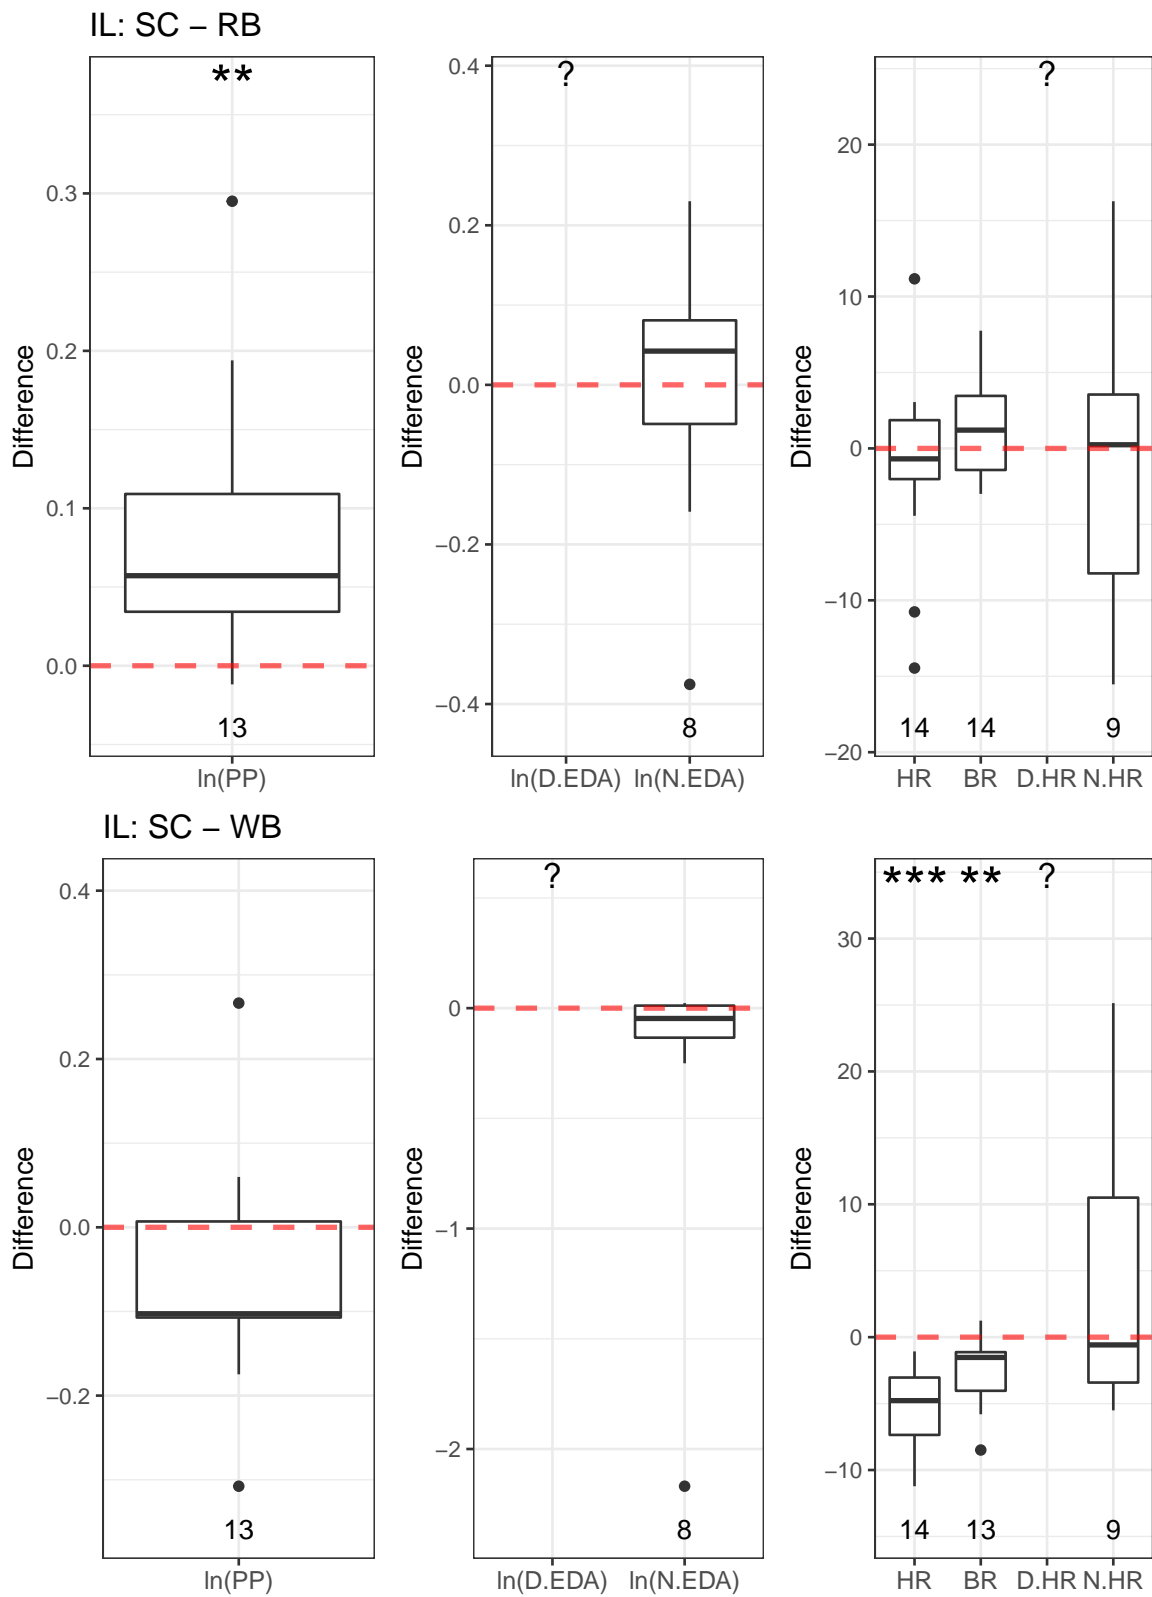 IL: SC – RB
**
?
?
Difference
0.3
0.2
0.1
0.0
13
ln(PP)
Difference
0.4
0.2
0.0
−0.2
−0.4
8
ln(D.EDA) ln(N.EDA)
Difference
20
10
0
−10
−20
14 14 9
HR BR D.HR N.HR
IL: SC – WB
?
*** ** ?
Difference
0.4
0.2
0.0
−0.2
13
ln(PP)
Difference
0
−1
−2
8
ln(D.EDA) ln(N.EDA)
Difference
30
20
10
0
−10
14 13 9
HR BR D.HR N.HR